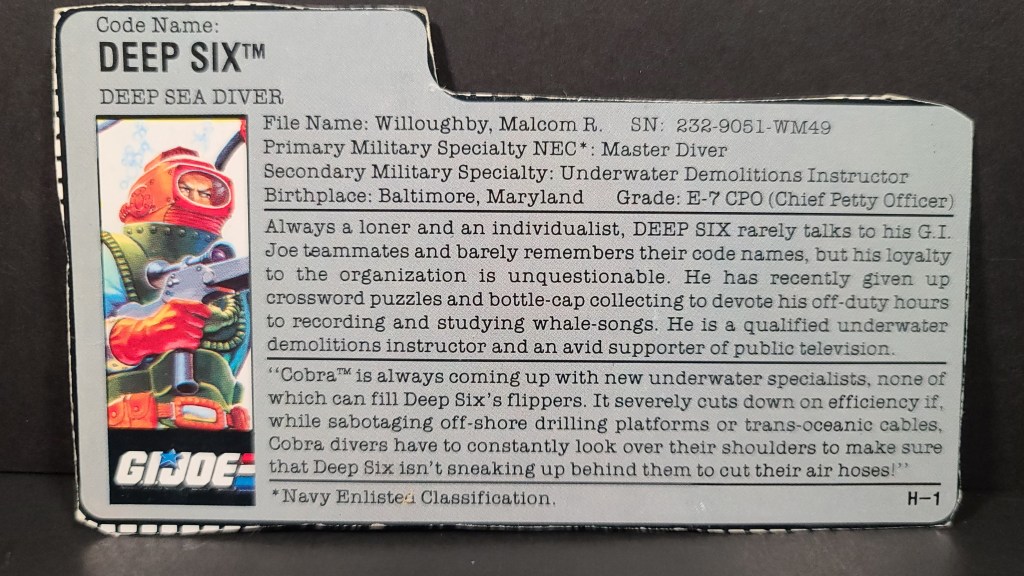 Code Name:
DEEP SIX™
DEEP SEA DIVER
File Name: Willoughby, Malcom R. SN: 232-9051-WM49
Primary Military Specialty NEC*: Master Diver
Secondary Military Specialty: Underwater Demolitions Instructor
Birthplace: Baltimore, Maryland Grade: E-7 CPO (Chief Petty Officer)
Always a loner and an individualist, DEEP SIX rarely talks to his G.I.
Joe teammates and barely remembers their code names, but his loyalty
to the organization is unquestionable. He has recently given up
crossword puzzles and bottle-cap collecting to devote his off-duty hours
to recording and studying whale-songs. He is a qualified underwater
demolitions instructor and an avid supporter of public television.
"Cobra™ is always coming up with new underwater specialists, none of
which can fill Deep Six's flippers. It severely cuts down on efficiency if,
while sabotaging off-shore drilling platforms or trans-oceanic cables,
Cobra divers have to constantly look over their shoulders to make sure
that Deep Six isn't sneaking up behind them to cut their air hoses!"
*Navy Enlisted Classification.
H-1
GI JOE